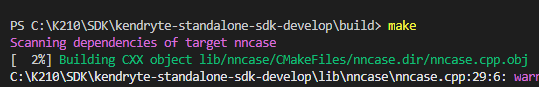 PS C:\K210\SDK\kendryte-standalone-sdk-develop\build> make
Scanning dependencies of target nncase
[  2%] Building CXX object lib/nncase/CMakeFiles/nncase.dir/nncase.cpp.obj
C:\K210\SDK\kendryte-standalone-sdk-develop\lib\nncase\nncase.cpp:29:6: warn